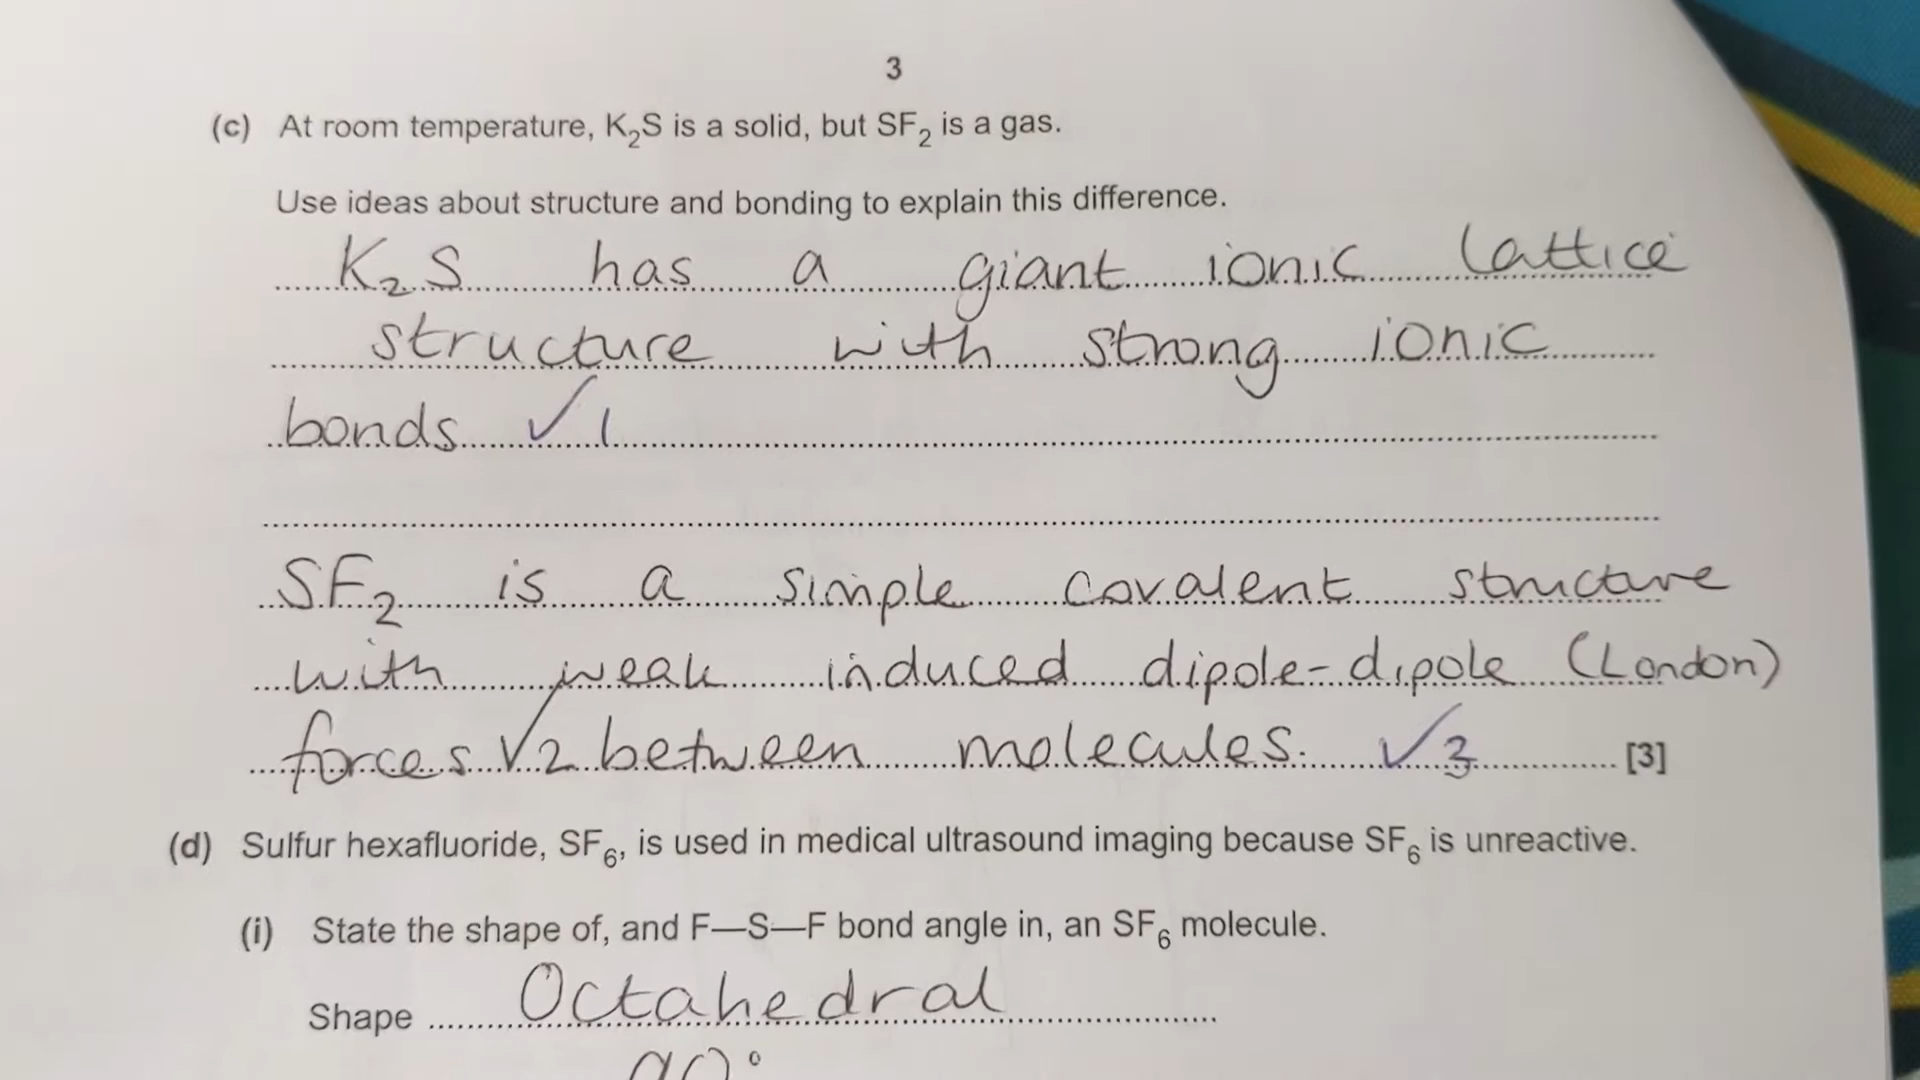 3
(c) At room temperature, K₂S is a solid, but SF₂ is a gas.
Use ideas about structure and bonding to explain this difference.
K₂S has a giant ionic lattice
structure with strong ionic
bonds ✓1
SF₂ is a simple covalent structure
with weak induced dipole-dipole (London)
forces ✓2 between molecules. ✓3 [3]
(d) Sulfur hexafluoride, SF₆, is used in medical ultrasound imaging because SF₆ is unreactive.
(i) State the shape of, and F—S—F bond angle in, an SF₆ molecule.
Shape Octahedral
90°